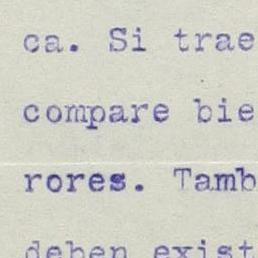 ca. Si trae
compare bie
rores. Tamb
deben exist